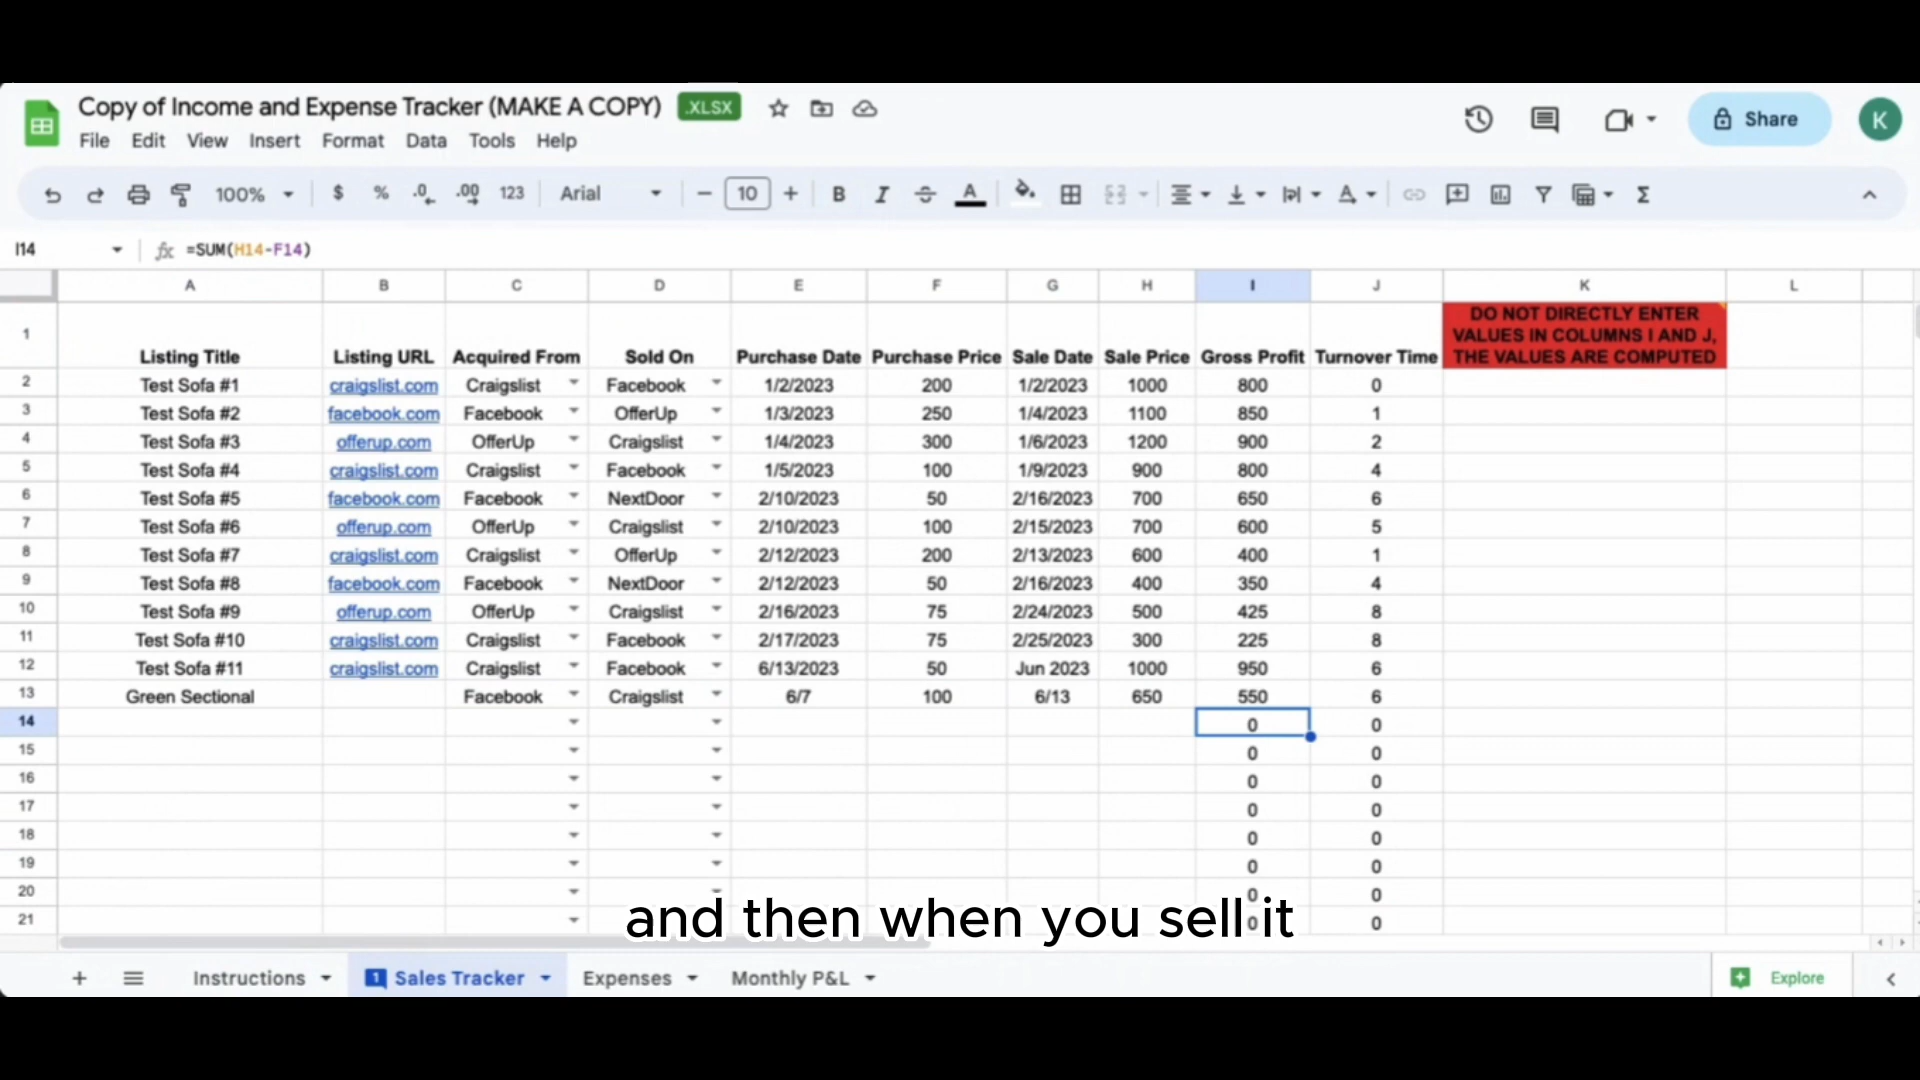 Copy of Income and Expense Tracker (MAKE A COPY) .XLSX
File Edit View Insert Format Data Tools Help
Share
K
100% $ % .0 .00 123 Arial 10 B I A A Σ
I14 fx =SUM(H14-F14)
A B C D E F G H I J K L
DO NOT DIRECTLY ENTER
VALUES IN COLUMNS I AND J,
THE VALUES ARE COMPUTED
1 Listing Title Listing URL Acquired From Sold On Purchase Date Purchase Price Sale Date Sale Price Gross Profit Turnover Time
2 Test Sofa #1 craigslist.com Craigslist Facebook 1/2/2023 200 1/2/2023 1000 800 0
3 Test Sofa #2 facebook.com Facebook OfferUp 1/3/2023 250 1/4/2023 1100 850 1
4 Test Sofa #3 offerup.com OfferUp Craigslist 1/4/2023 300 1/6/2023 1200 900 2
5 Test Sofa #4 craigslist.com Craigslist Facebook 1/5/2023 100 1/9/2023 900 800 4
6 Test Sofa #5 facebook.com Facebook NextDoor 2/10/2023 50 2/16/2023 700 650 6
7 Test Sofa #6 offerup.com OfferUp Craigslist 2/10/2023 100 2/15/2023 700 600 5
8 Test Sofa #7 craigslist.com Craigslist OfferUp 2/12/2023 200 2/13/2023 600 400 1
9 Test Sofa #8 facebook.com Facebook NextDoor 2/12/2023 50 2/16/2023 400 350 4
10 Test Sofa #9 offerup.com OfferUp Craigslist 2/16/2023 75 2/24/2023 500 425 8
11 Test Sofa #10 craigslist.com Craigslist Facebook 2/17/2023 75 2/25/2023 300 225 8
12 Test Sofa #11 craigslist.com Craigslist Facebook 6/13/2023 50 Jun 2023 1000 950 6
13 Green Sectional Facebook Craigslist 6/7 100 6/13 650 550 6
14 0 0
15 0 0
16 0 0
17 0 0
18 0 0
19 0 0
20 0 0
21 0 0
and then when you sell it
+ Instructions 1 Sales Tracker Expenses Monthly P&L Explore